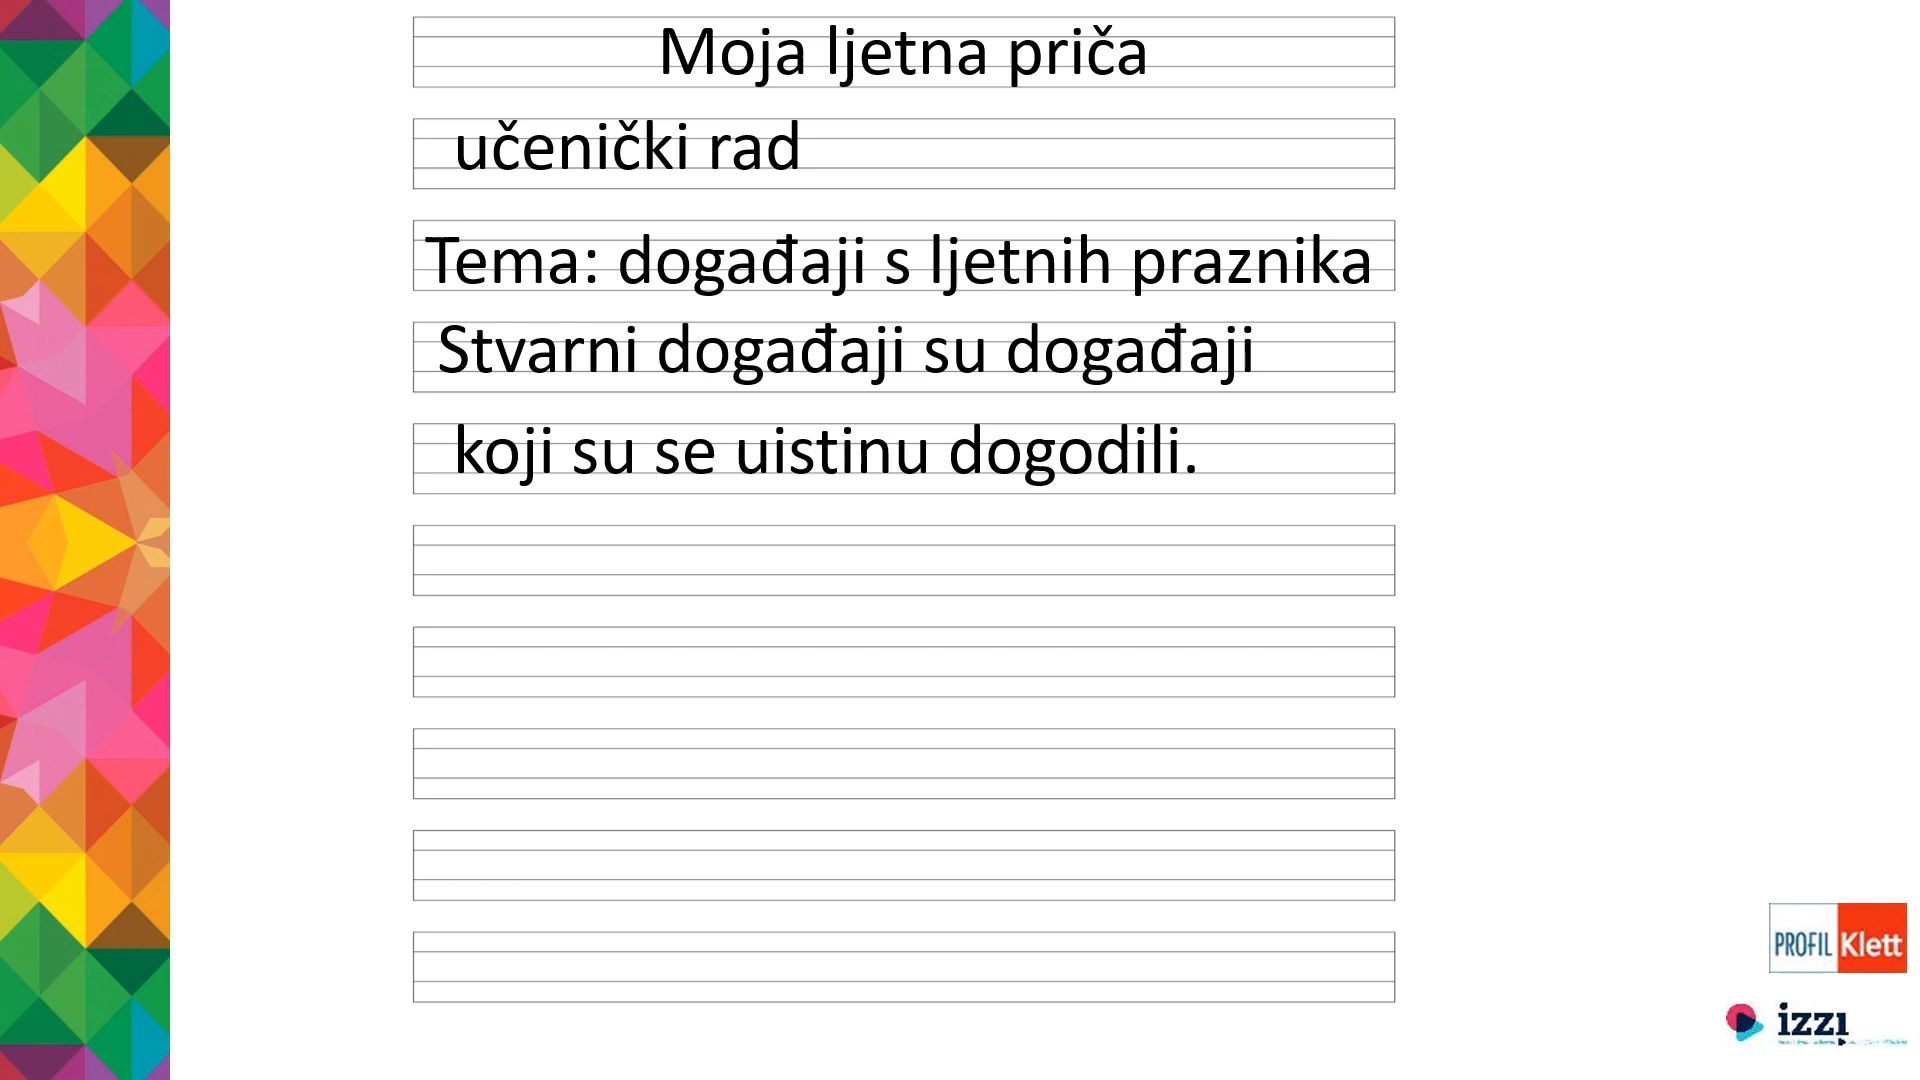 Moja ljetna priča
učenički rad
Tema: događaji s ljetnih praznika
Stvarni događaji su događaji
koji su se uistinu dogodili.
PROFIL Klett
izzi